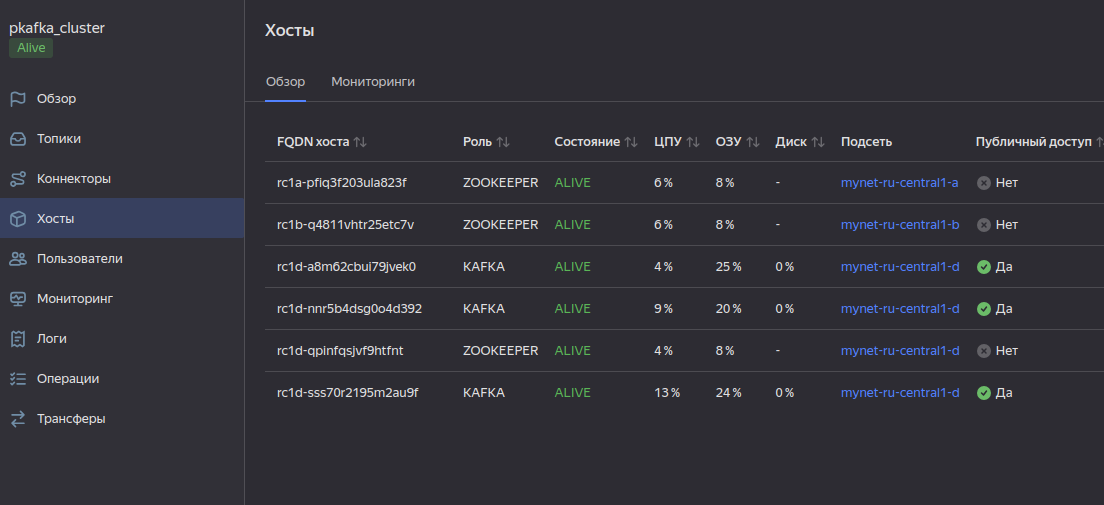 pkafka_cluster
Alive
Обзор
Топики
Коннекторы
Хосты
Пользователи
Мониторинг
Логи
Операции
Трансферы
Хосты
Обзор Мониторинги
FQDN хоста Роль Состояние ЦПУ ОЗУ Диск Подсеть Публичный доступ
rc1a-pfiq3f203ula823f ZOOKEEPER ALIVE 6 % 8 % - mynet-ru-central1-a Нет
rc1b-q4811vhtr25etc7v ZOOKEEPER ALIVE 6 % 8 % - mynet-ru-central1-b Нет
rc1d-a8m62cbui79jvek0 KAFKA ALIVE 4 % 25 % 0 % mynet-ru-central1-d Да
rc1d-nnr5b4dsg0o4d392 KAFKA ALIVE 9 % 20 % 0 % mynet-ru-central1-d Да
rc1d-qpinfqsjvf9htfnt ZOOKEEPER ALIVE 4 % 8 % - mynet-ru-central1-d Нет
rc1d-sss70r2195m2au9f KAFKA ALIVE 13 % 24 % 0 % mynet-ru-central1-d Да